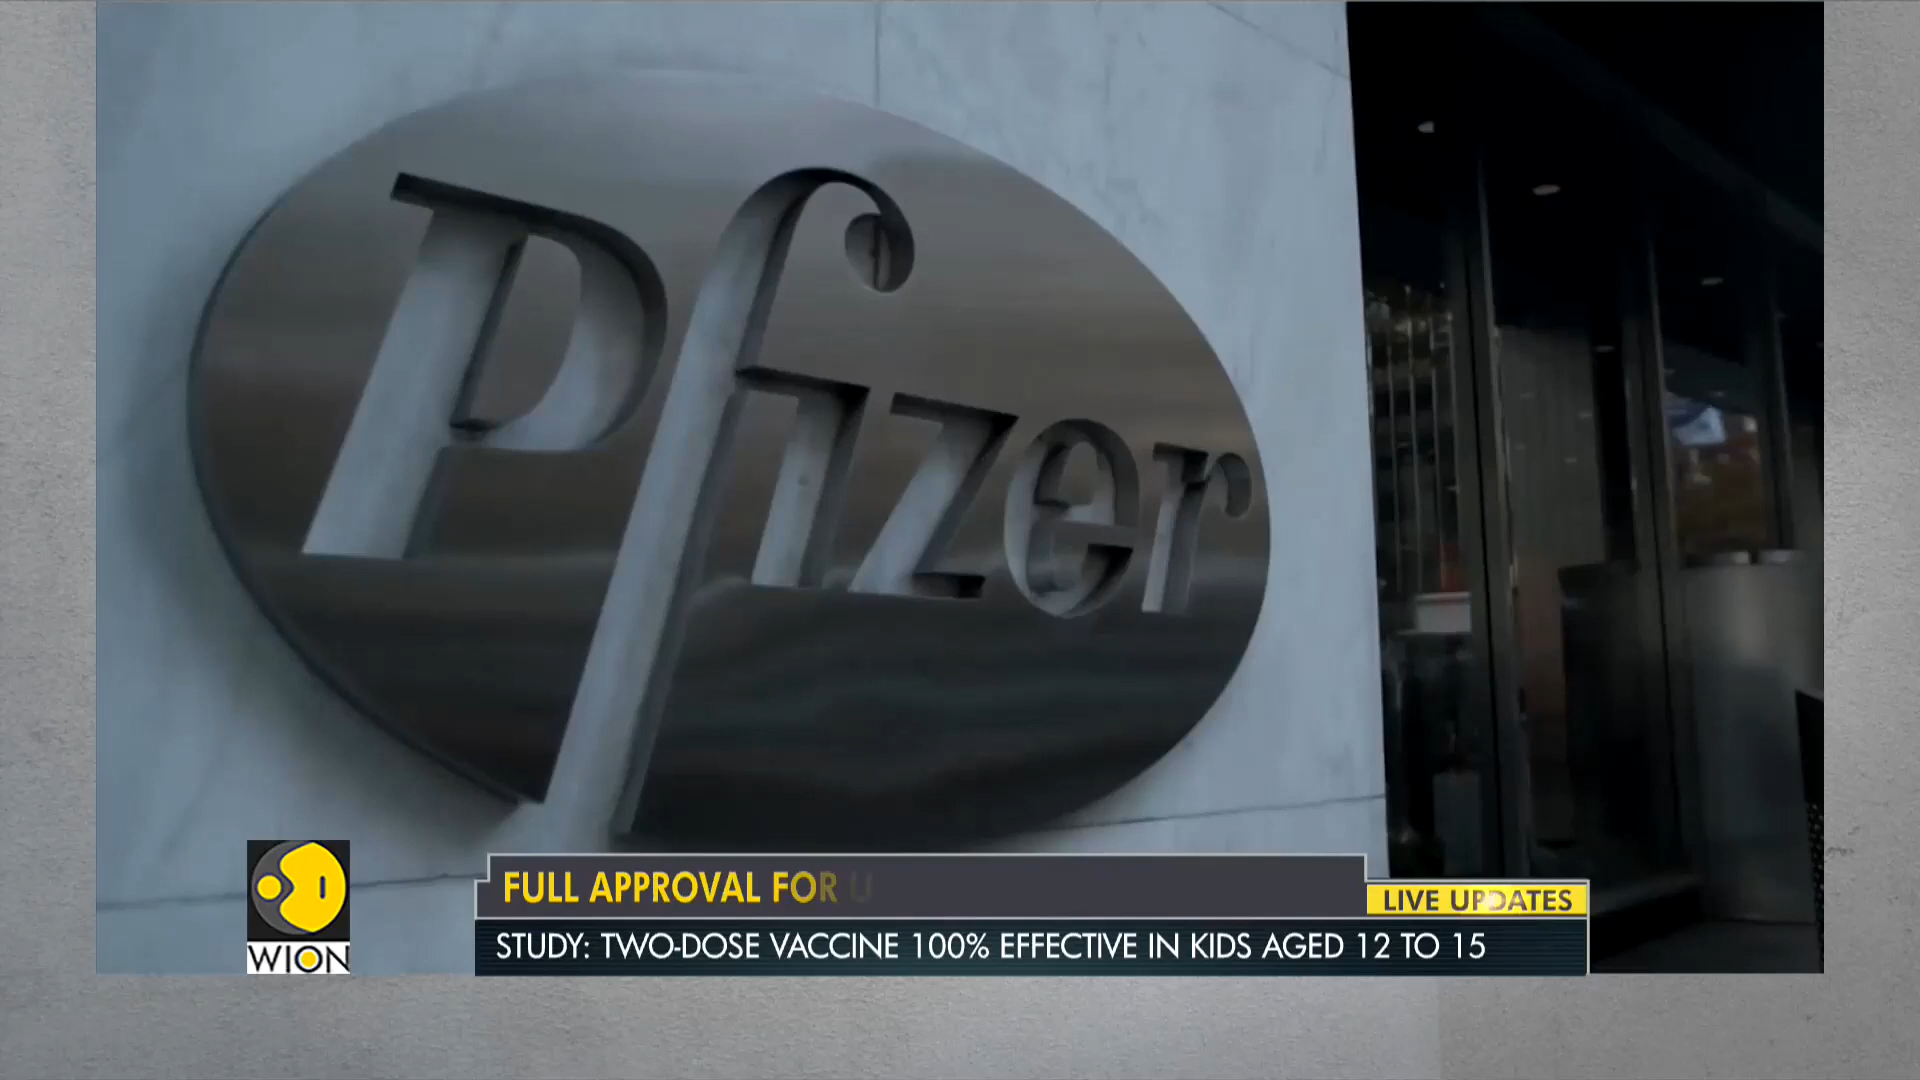 Pfizer
FULL APPROVAL FOR U
LIVE UPDATES
STUDY: TWO-DOSE VACCINE 100% EFFECTIVE IN KIDS AGED 12 TO 15
WION